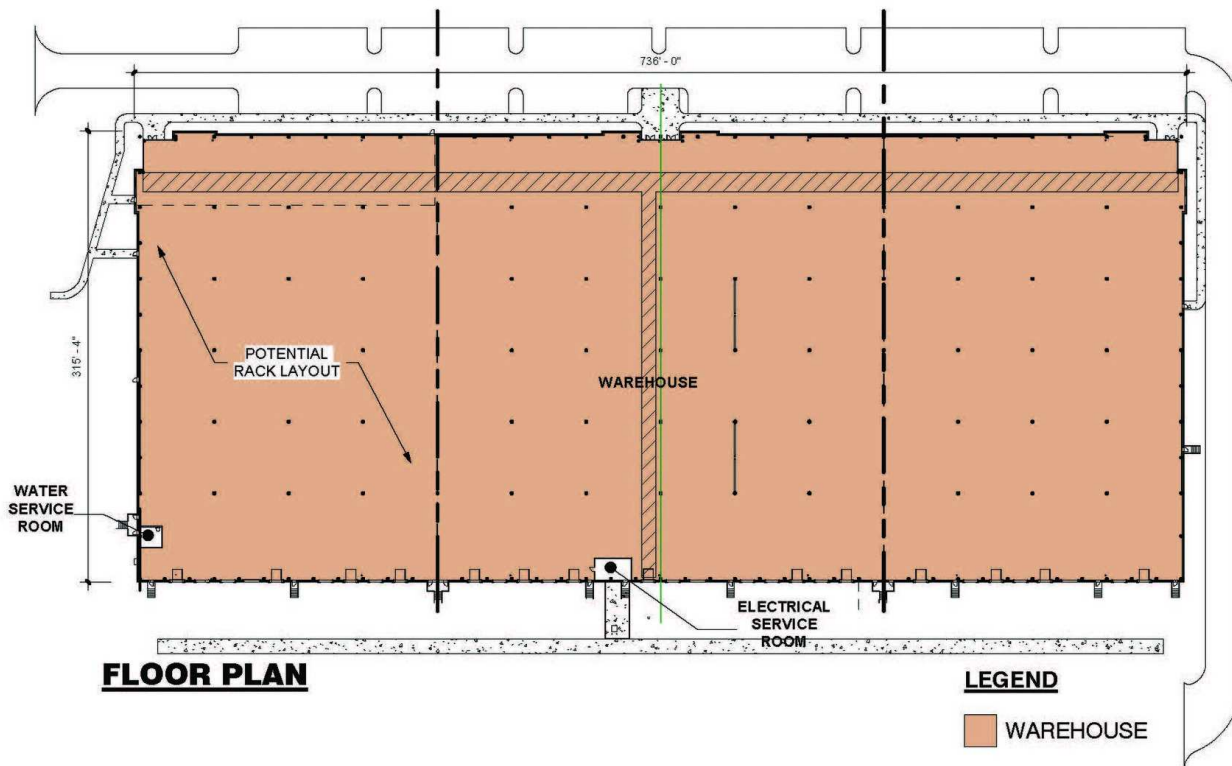 736' - 0"
315' - 4"
POTENTIAL
RACK LAYOUT
WAREHOUSE
WATER
SERVICE
ROOM
ELECTRICAL
SERVICE
ROOM
FLOOR PLAN
LEGEND
WAREHOUSE